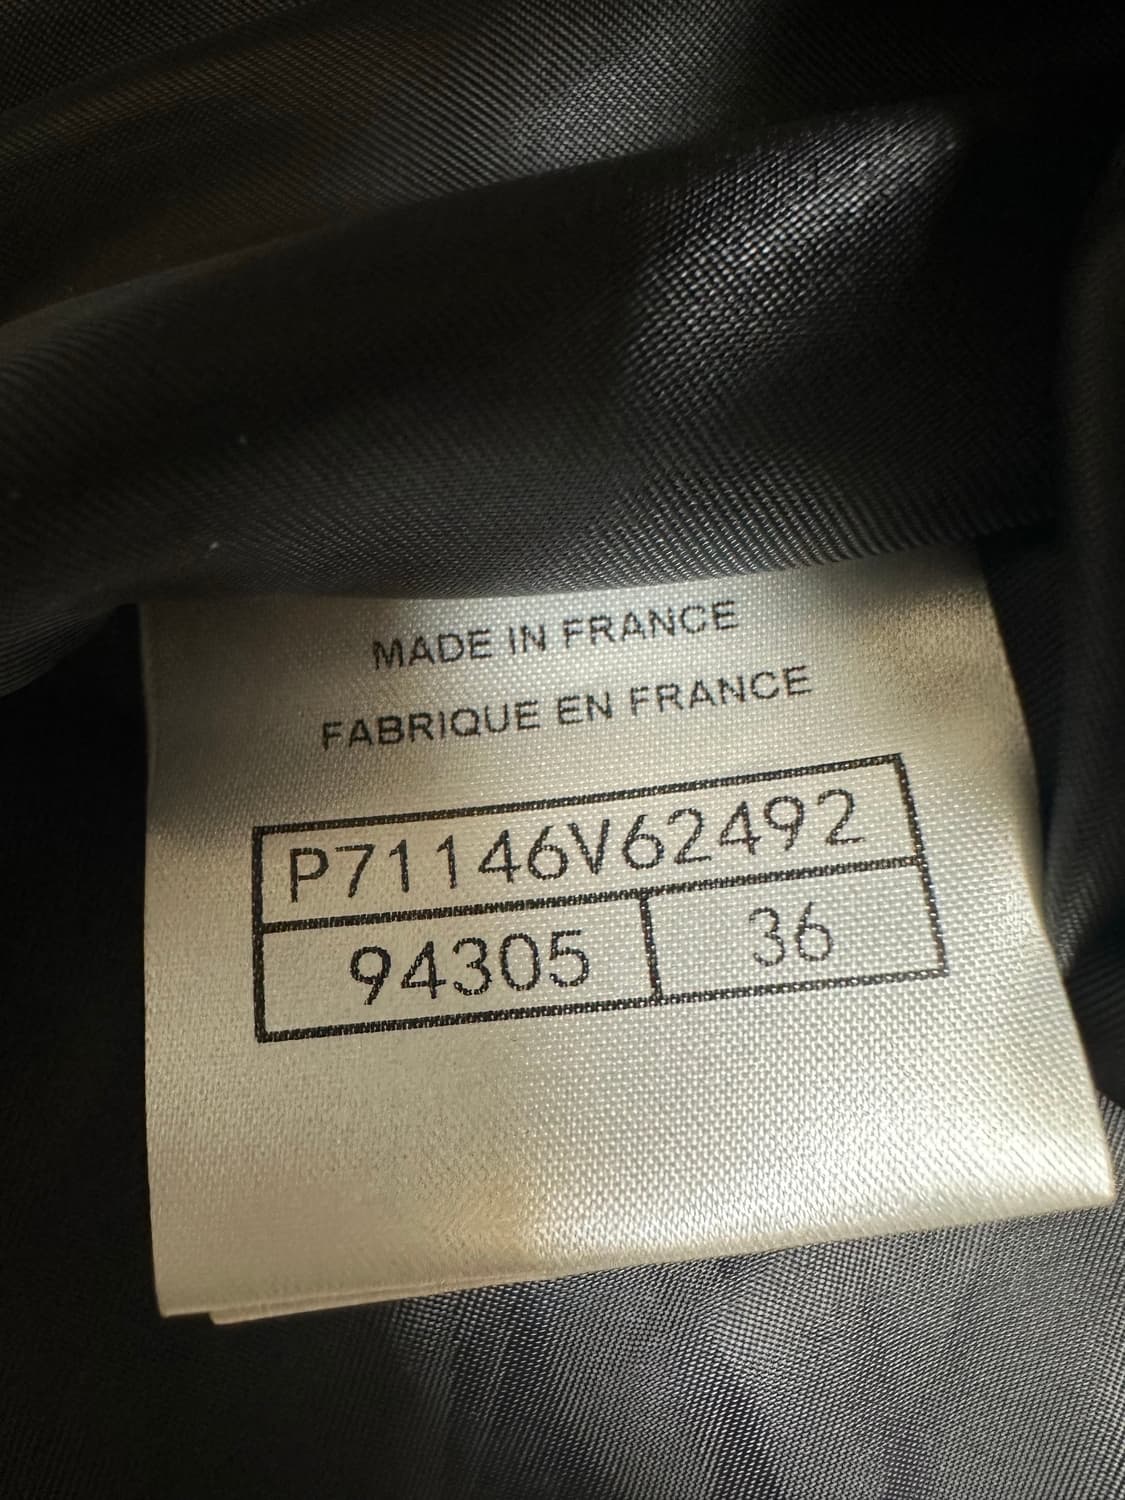 MADE IN FRANCE
FABRIQUE EN FRANCE
P71146V62492
94305 36